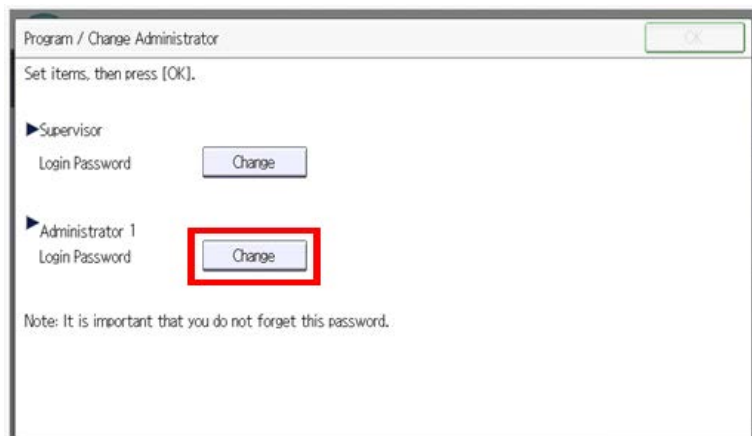 Program / Change Administrator OK
Set items, then press [OK].
▶Supervisor
Login Password Change
▶Administrator 1
Login Password Change
Note: It is important that you do not forget this password.